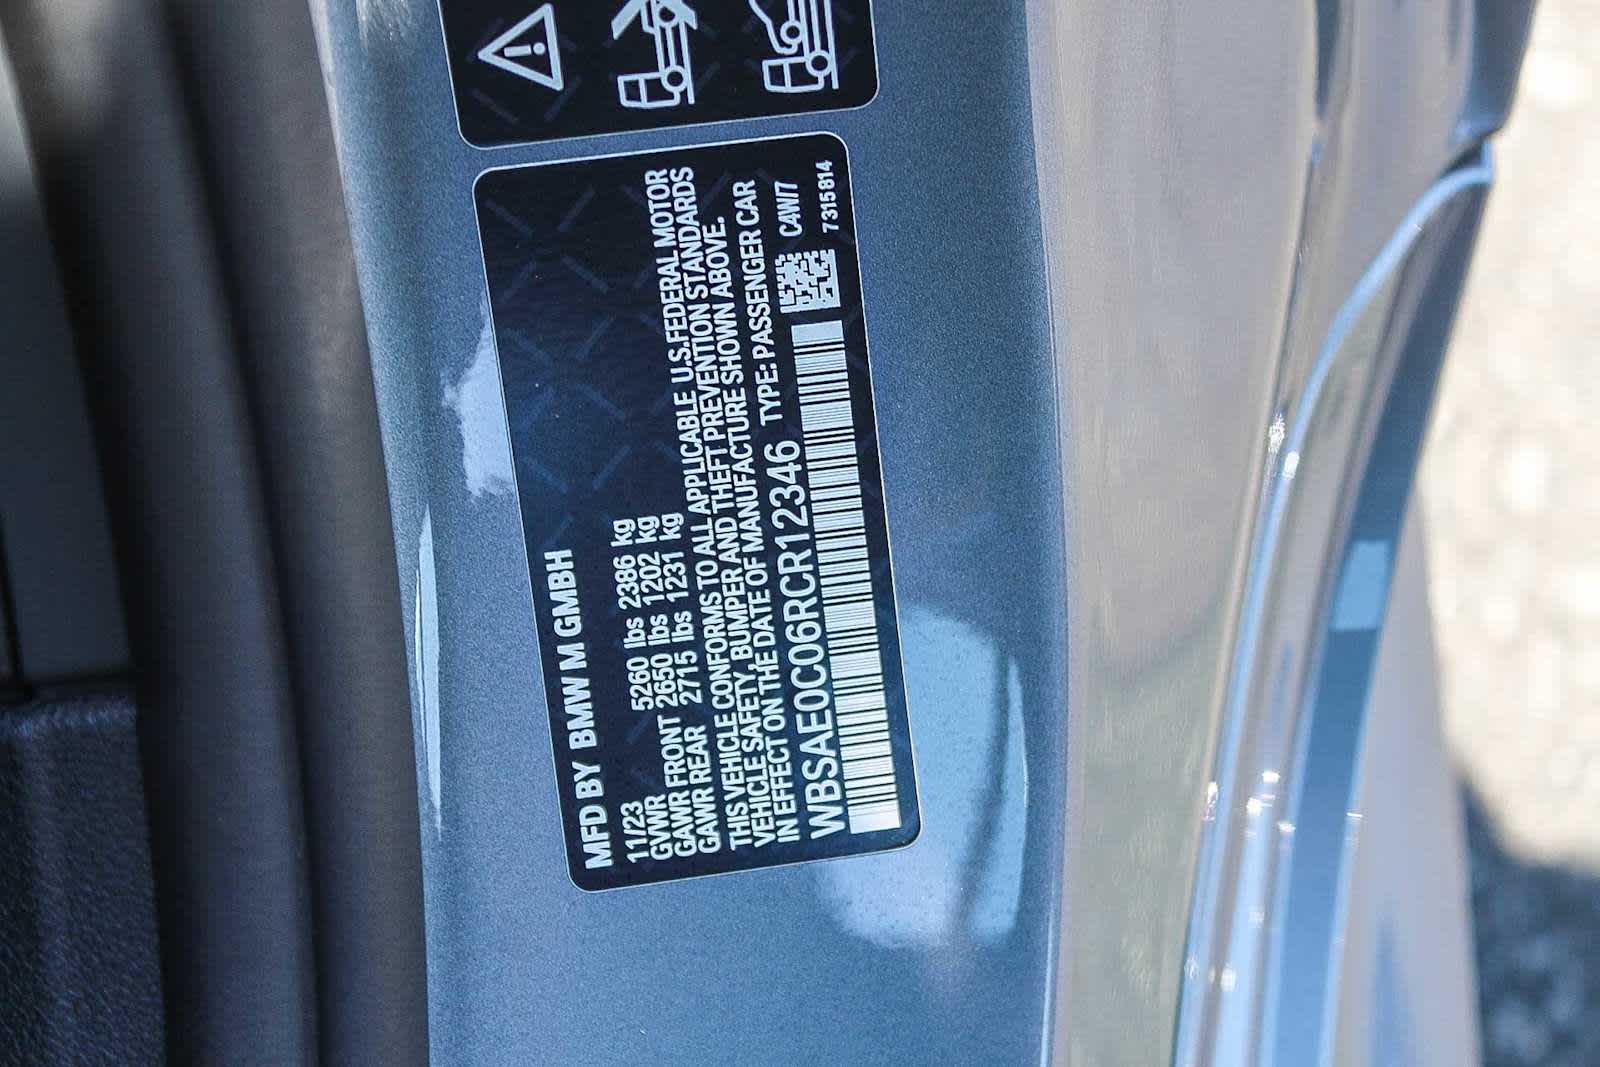 MFD BY BMW M GMBH
11/23
GVWR 5260 lbs 2386 kg
GAWR FRONT 2650 lbs 1202 kg
GAWR REAR 2715 lbs 1231 kg
THIS VEHICLE CONFORMS TO ALL APPLICABLE U.S.FEDERAL MOTOR
VEHICLE SAFETY, BUMPER AND THEFT PREVENTION STANDARDS
IN EFFECT ON THE DATE OF MANUFACTURE SHOWN ABOVE.
WBSAE0C06RCR12346 TYPE: PASSENGER CAR
C4W/7
7315814